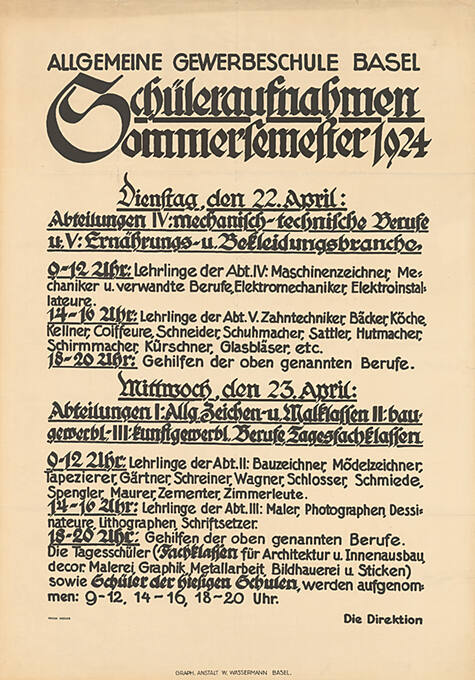 ALLGEMEINE GEWERBESCHULE BASEL
Schüleraufnahmen
Sommersemester 1924
Dienstag, den 22. April:
Abteilungen IV: mechanisch-technische Berufe
u. V: Ernährungs- u. Bekleidungsbranche.
9-12 Uhr: Lehrlinge der Abt. IV: Maschinenzeichner, Me-
chaniker u. verwandte Berufe, Elektromechaniker, Elektroinstal-
lateure.
14-16 Uhr: Lehrlinge der Abt. V. Zahntechniker, Bäcker, Köche,
Kellner, Coiffeure, Schneider, Schuhmacher, Sattler, Hutmacher,
Schirmmacher, Kürschner, Glasbläser, etc.
18-20 Uhr: Gehilfen der oben genannten Berufe.
Mittwoch, den 23. April:
Abteilungen I: Allg. Zeichen- u. Malklassen II: bau-
gewerbl.- III: kunstgewerbl. Berufe, Tagesfachklassen
9-12 Uhr: Lehrlinge der Abt. II: Bauzeichner, Mödelzeichner,
Tapezierer, Gärtner, Schreiner, Wagner, Schlosser, Schmiede,
Spengler, Maurer, Zementer, Zimmerleute.
14-16 Uhr: Lehrlinge der Abt. III: Maler, Photographen, Dessi-
nateure, Lithographen, Schriftsetzer.
18-20 Uhr: Gehilfen der oben genannten Berufe.
Die Tagesschüler (Fachklassen für Architektur u. Innenausbau,
decor. Malerei, Graphik, Metallarbeit, Bildhauerei u. Sticken)
sowie Schüler der hiesigen Schulen, werden aufgenom-
men: 9-12, 14-16, 18-20 Uhr.
Die Direktion
GRAPH. ANSTALT W. WASSERMANN BASEL.